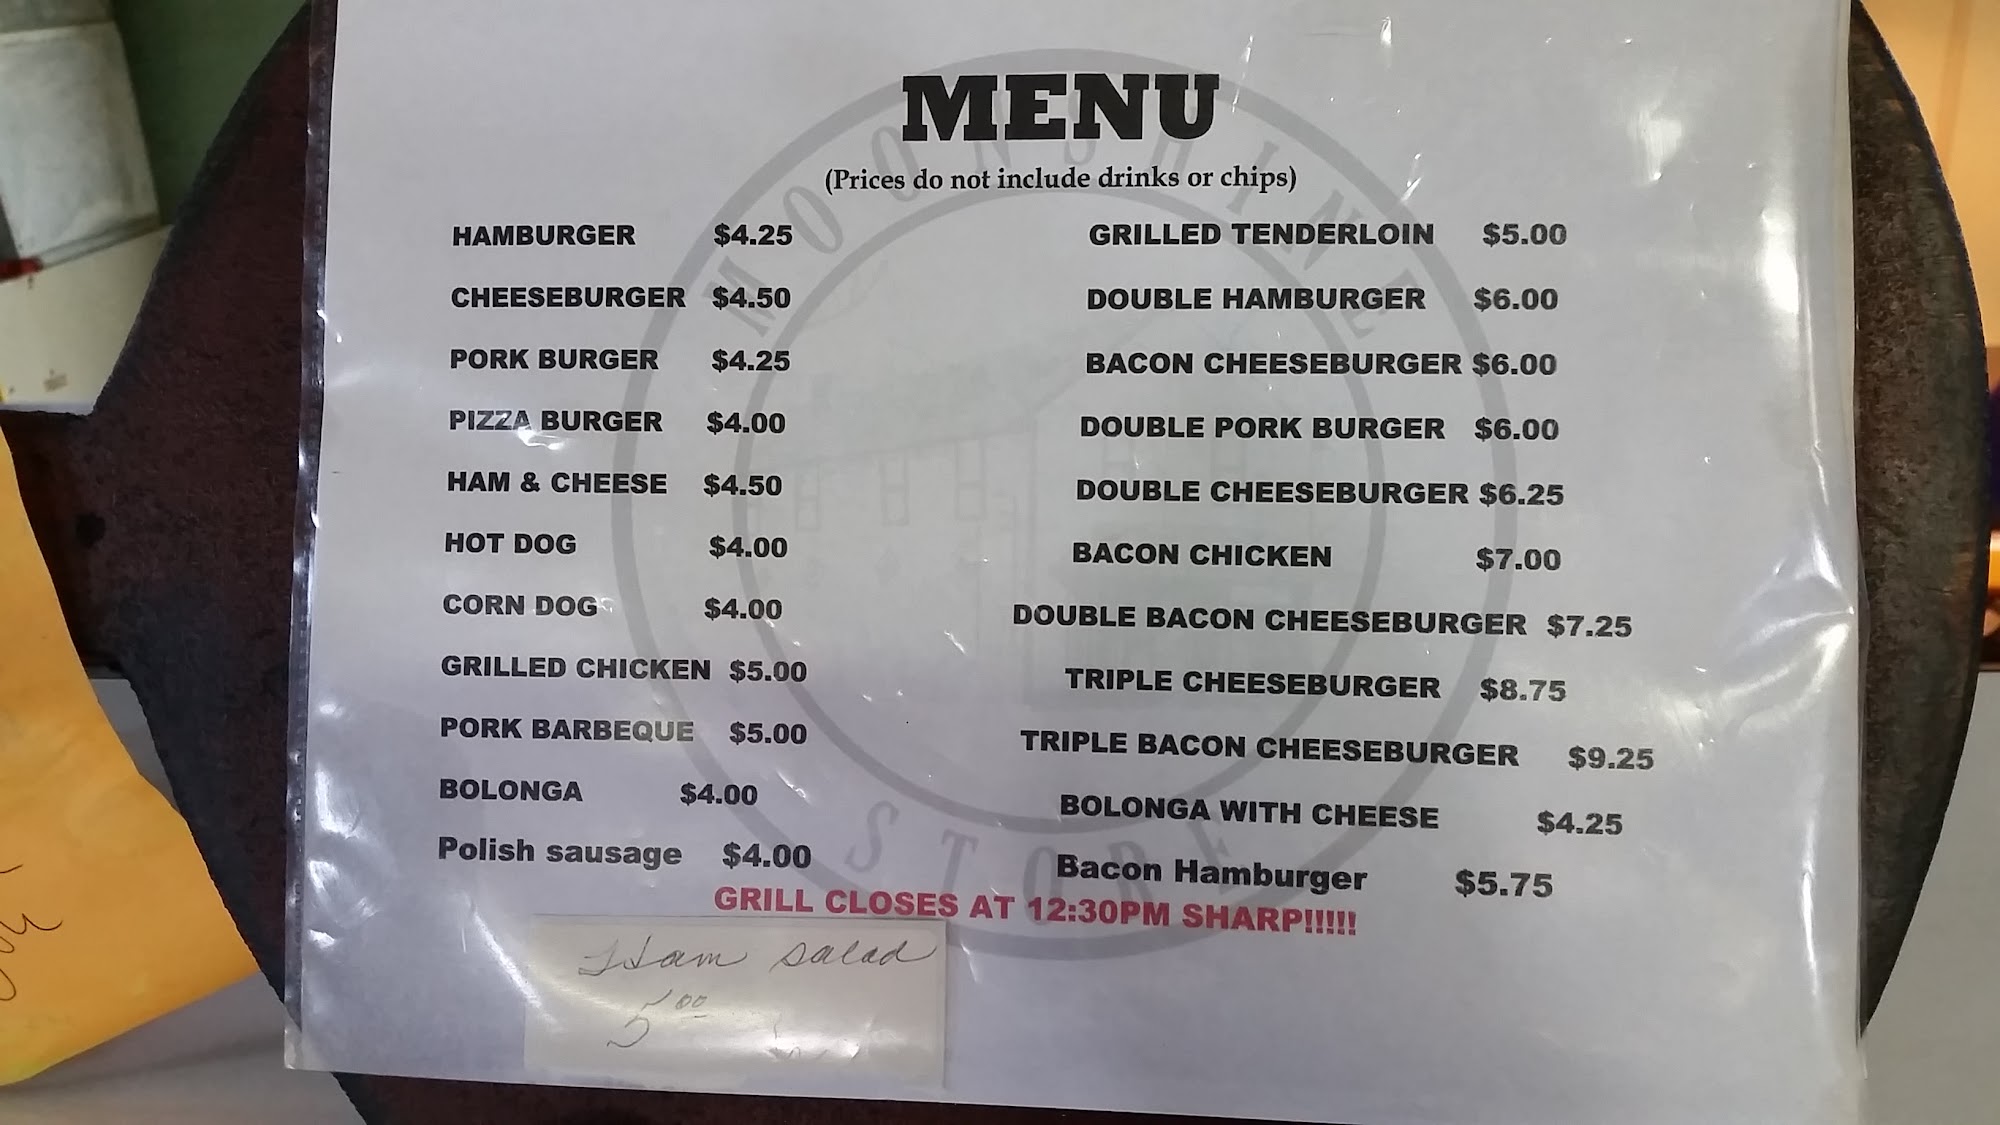 MENU
(Prices do not include drinks or chips)
MOONSHINE
STORE
HAMBURGER $4.25
CHEESEBURGER $4.50
PORK BURGER $4.25
PIZZA BURGER $4.00
HAM & CHEESE $4.50
HOT DOG $4.00
CORN DOG $4.00
GRILLED CHICKEN $5.00
PORK BARBEQUE $5.00
BOLONGA $4.00
Polish sausage $4.00
GRILLED TENDERLOIN $5.00
DOUBLE HAMBURGER $6.00
BACON CHEESEBURGER $6.00
DOUBLE PORK BURGER $6.00
DOUBLE CHEESEBURGER $6.25
BACON CHICKEN $7.00
DOUBLE BACON CHEESEBURGER $7.25
TRIPLE CHEESEBURGER $8.75
TRIPLE BACON CHEESEBURGER $9.25
BOLONGA WITH CHEESE $4.25
Bacon Hamburger $5.75
GRILL CLOSES AT 12:30PM SHARP!!!!!
Ham salad
5.00